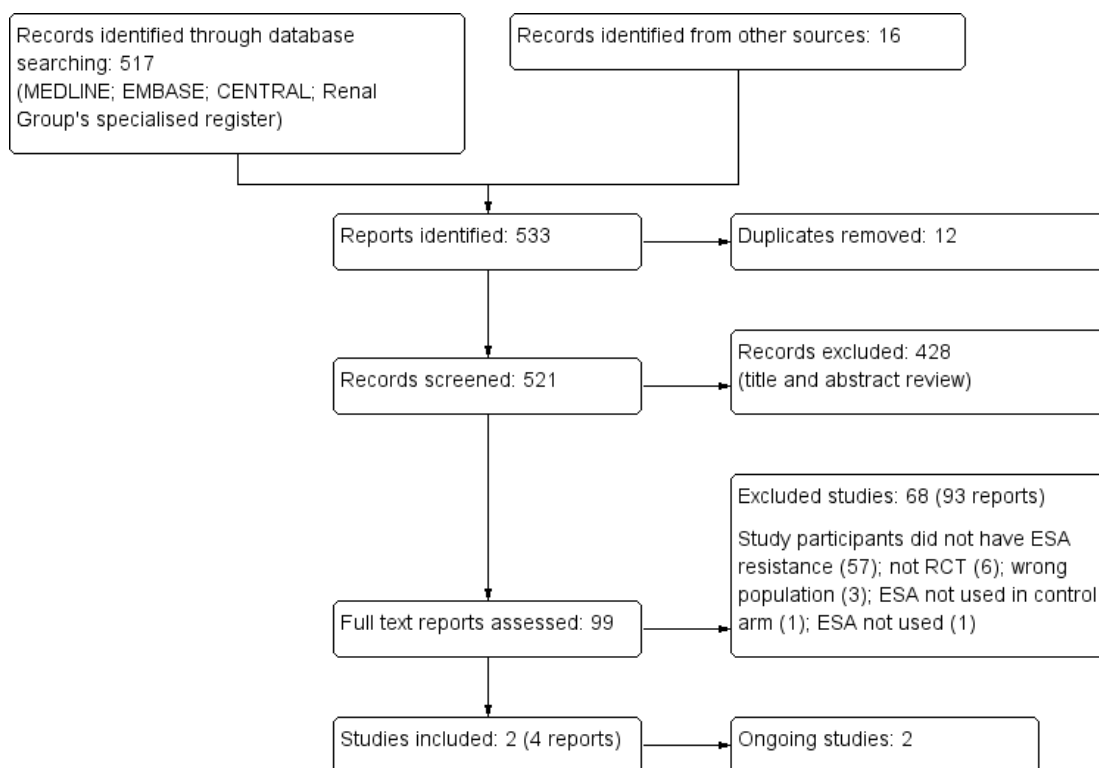 Records identified through database
searching: 517
(MEDLINE; EMBASE; CENTRAL; Renal
Group's specialised register)
Records identified from other sources: 16
Reports identified: 533
Duplicates removed: 12
Records screened: 521
Records excluded: 428
(title and abstract review)
Excluded studies: 68 (93 reports)
Study participants did not have ESA
resistance (57); not RCT (6); wrong
population (3); ESA not used in control
arm (1); ESA not used (1)
Full text reports assessed: 99
Studies included: 2 (4 reports)
Ongoing studies: 2